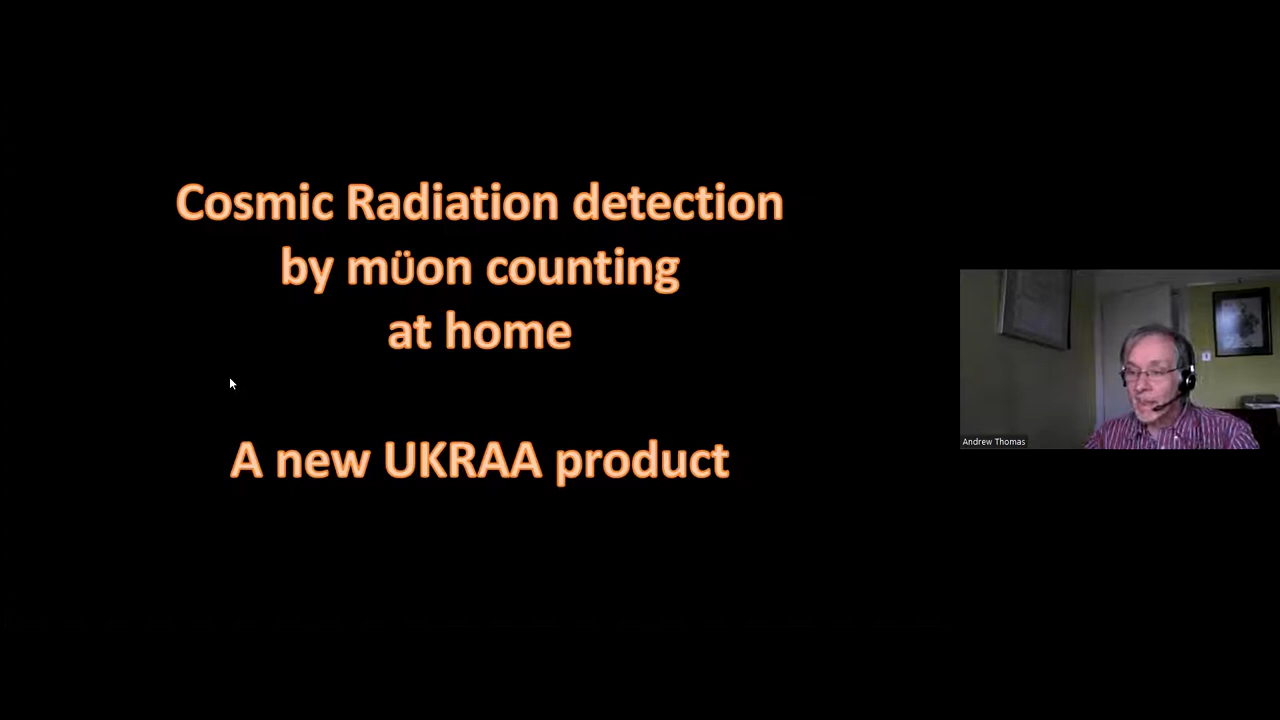 Cosmic Radiation detection
by müon counting
at home
A new UKRAA product
Andrew Thomas